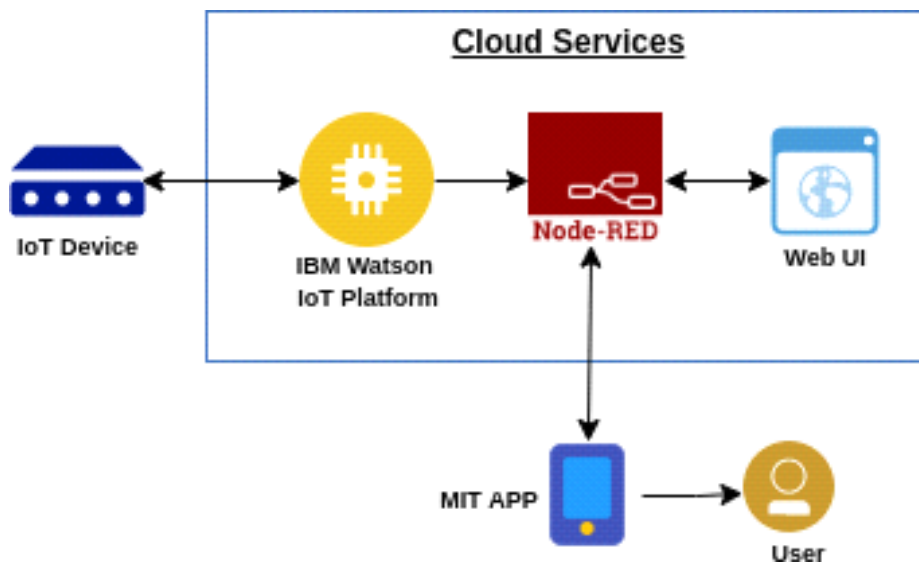 Cloud Services
IoT Device
IBM Watson
IoT Platform
Node-RED
Web UI
MIT APP
User